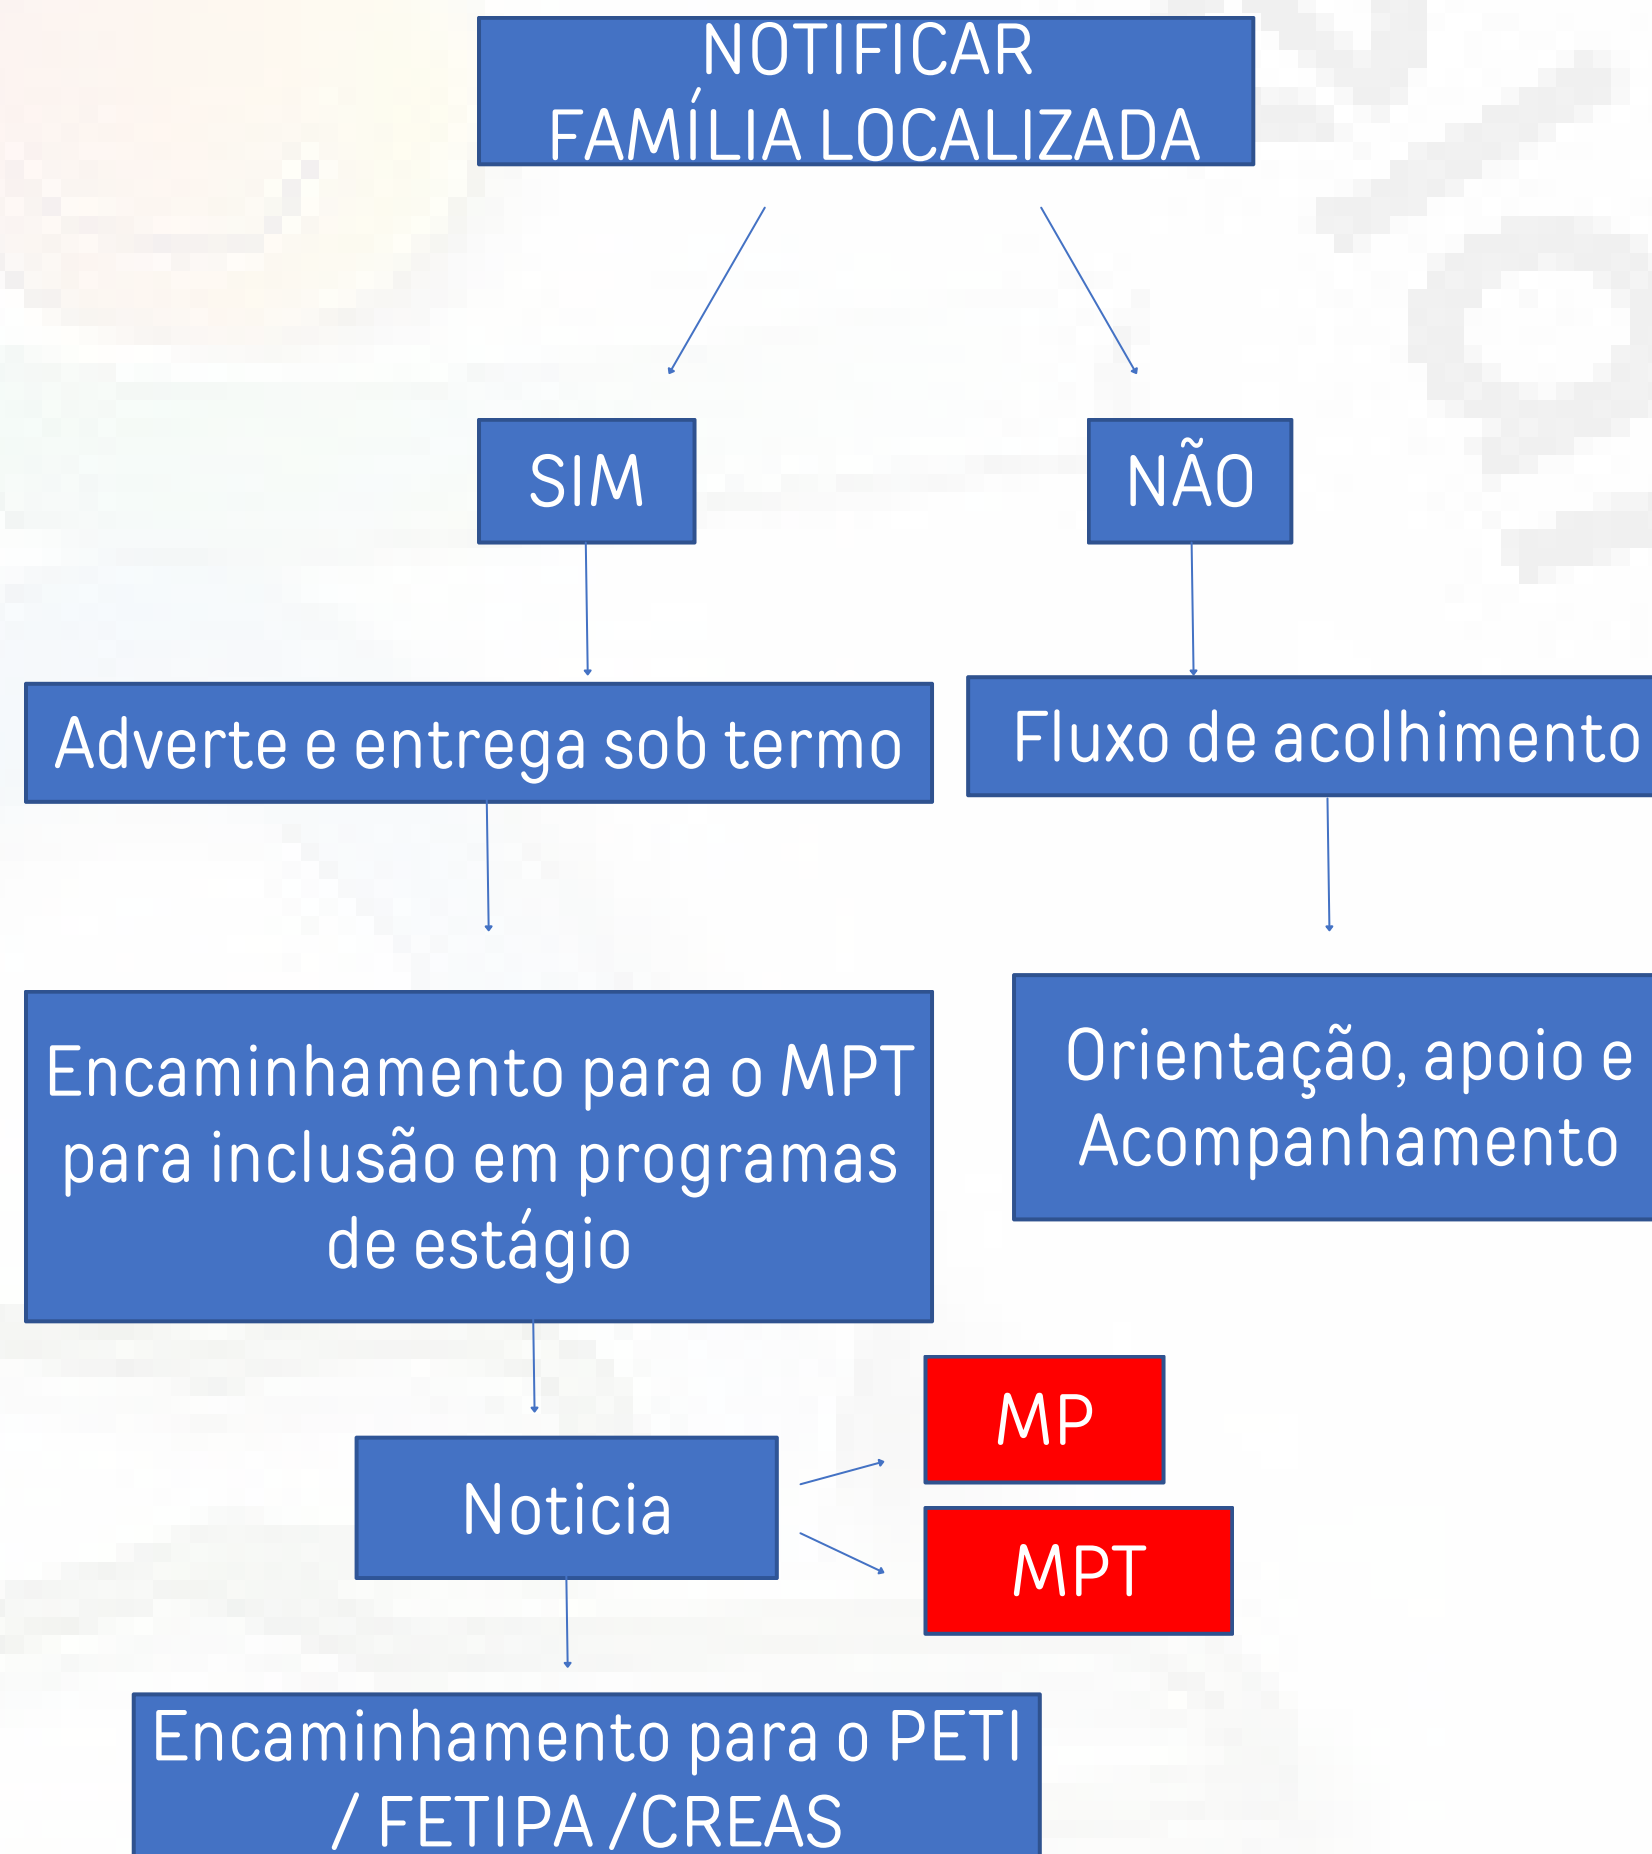 NOTIFICAR
FAMÍLIA LOCALIZADA
SIM
NÃO
Adverte e entrega sob termo
Fluxo de acolhimento
Encaminhamento para o MPT
para inclusão em programas
de estágio
Orientação, apoio e
Acompanhamento
MP
Noticia
MPT
Encaminhamento para o PETI
/ FETIPA /CREAS